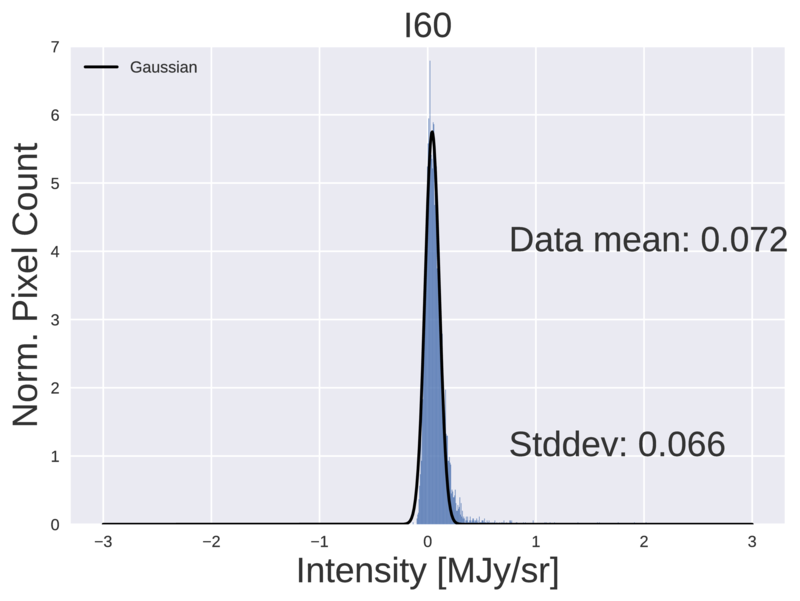 I60
7
Gaussian
6
5
Data mean: 0.072
4
3
2
Stddev: 0.066
1
0
−3 −2 −1 0 1 2 3
Norm. Pixel Count
Intensity [MJy/sr]